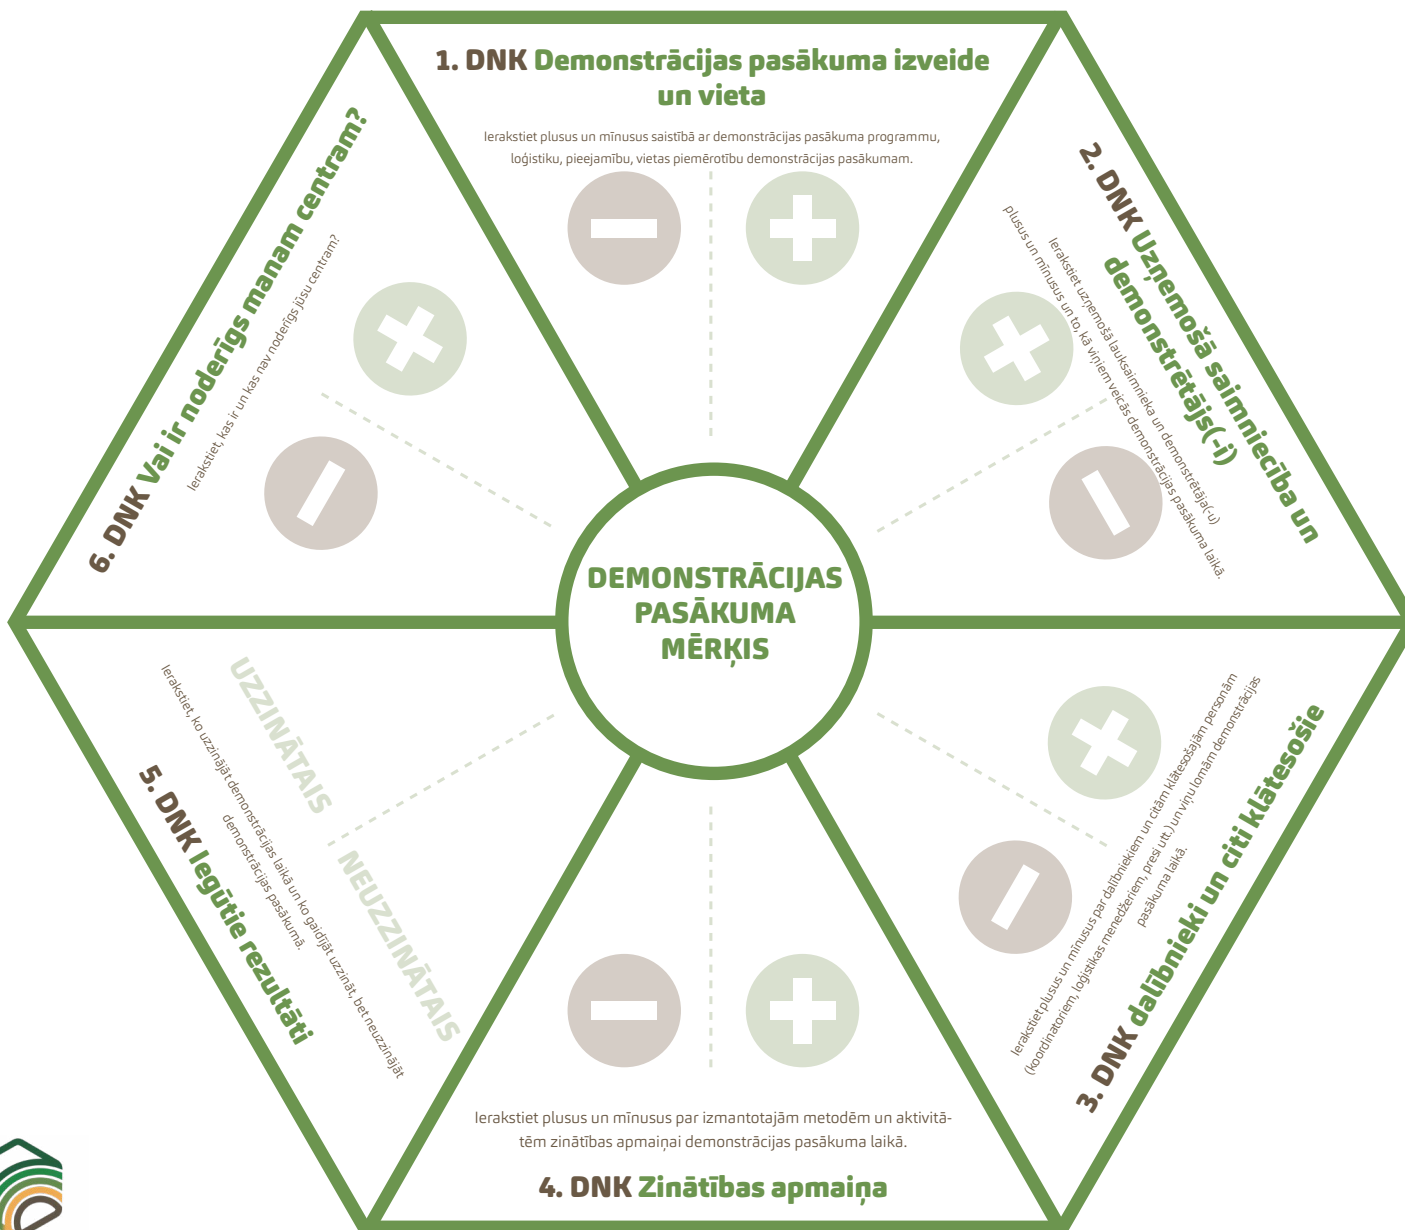 1. DNK Demonstrācijas pasākuma izveide
un vieta
Ierakstiet plusus un mīnusus saistībā ar demonstrācijas pasākuma programmu,
loģistiku, pieejamību, vietas piemērotību demonstrācijas pasākumam.
2. DNK Uzņemošā saimniecība un
demonstrētājs(-i)
Ierakstiet uzņemošā lauksaimnieka un demonstrētāja(-u)
plusus un mīnusus un to, kā viņiem veicās demonstrācijas pasākuma laikā.
Ierakstiet plusus un mīnusus par dalībniekiem un citām klātesošajām personām
(koordinatoriem, loģistikas menedžeriem, presi utt.) un viņu lomām demonstrācijas
pasākuma laikā.
3. DNK dalībnieki un citi klātesošie
Ierakstiet plusus un mīnusus par izmantotajām metodēm un aktivitā-
tēm zinātības apmaiņai demonstrācijas pasākuma laikā.
4. DNK Zinātības apmaiņa
UZZINĀTAIS
NEUZZINĀTAIS
Ierakstiet, ko uzzinājāt demonstrācijas laikā un ko gaidījāt uzzināt, bet neuzzinājāt
demonstrācijas pasākumā.
5. DNK Iegūtie rezultāti
6. DNK Vai ir noderīgs manam centram?
Ierakstiet, kas ir un kas nav noderīgs jūsu centram?
DEMONSTRĀCIJAS
PASĀKUMA
MĒRĶIS